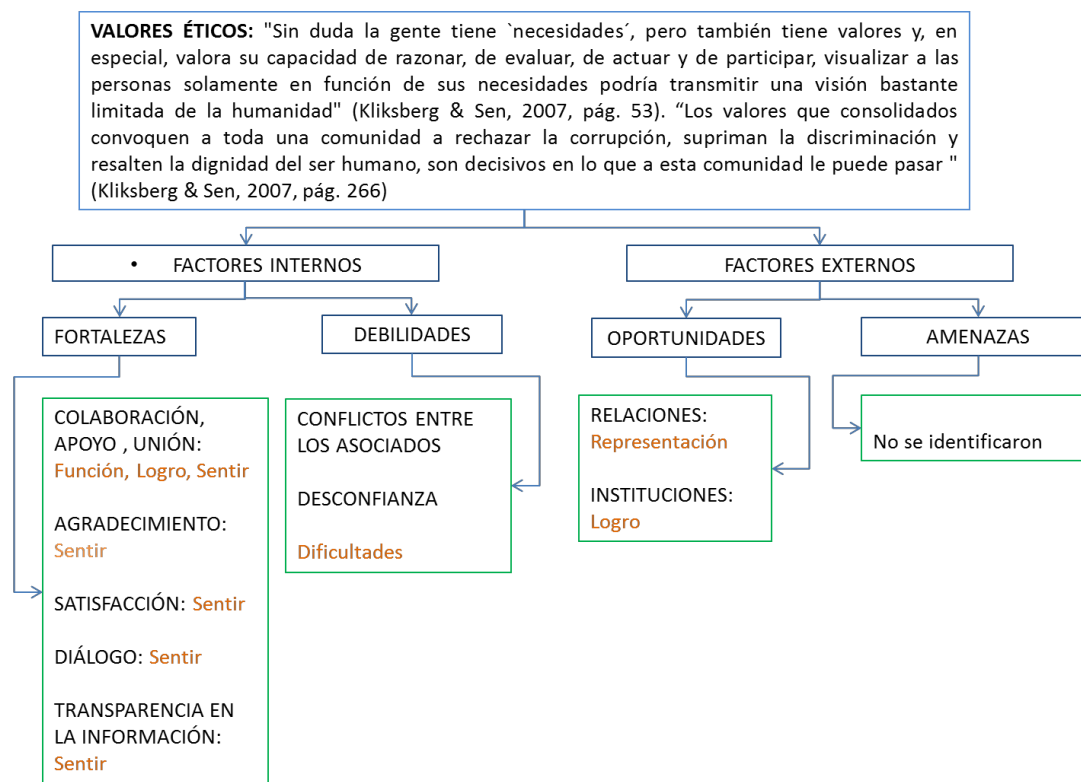 VALORES ÉTICOS: "Sin duda la gente tiene `necesidades´, pero también tiene valores y, en
especial, valora su capacidad de razonar, de evaluar, de actuar y de participar, visualizar a las
personas solamente en función de sus necesidades podría transmitir una visión bastante
limitada de la humanidad" (Kliksberg & Sen, 2007, pág. 53). “Los valores que consolidados
convoquen a toda una comunidad a rechazar la corrupción, supriman la discriminación y
resalten la dignidad del ser humano, son decisivos en lo que a esta comunidad le puede pasar "
(Kliksberg & Sen, 2007, pág. 266)
• FACTORES INTERNOS
FACTORES EXTERNOS
FORTALEZAS
DEBILIDADES
OPORTUNIDADES
AMENAZAS
COLABORACIÓN,
APOYO , UNIÓN:
Función, Logro, Sentir
AGRADECIMIENTO:
Sentir
SATISFACCIÓN: Sentir
DIÁLOGO: Sentir
TRANSPARENCIA EN
LA INFORMACIÓN:
Sentir
CONFLICTOS ENTRE
LOS ASOCIADOS
DESCONFIANZA
Dificultades
RELACIONES:
Representación
INSTITUCIONES:
Logro
No se identificaron